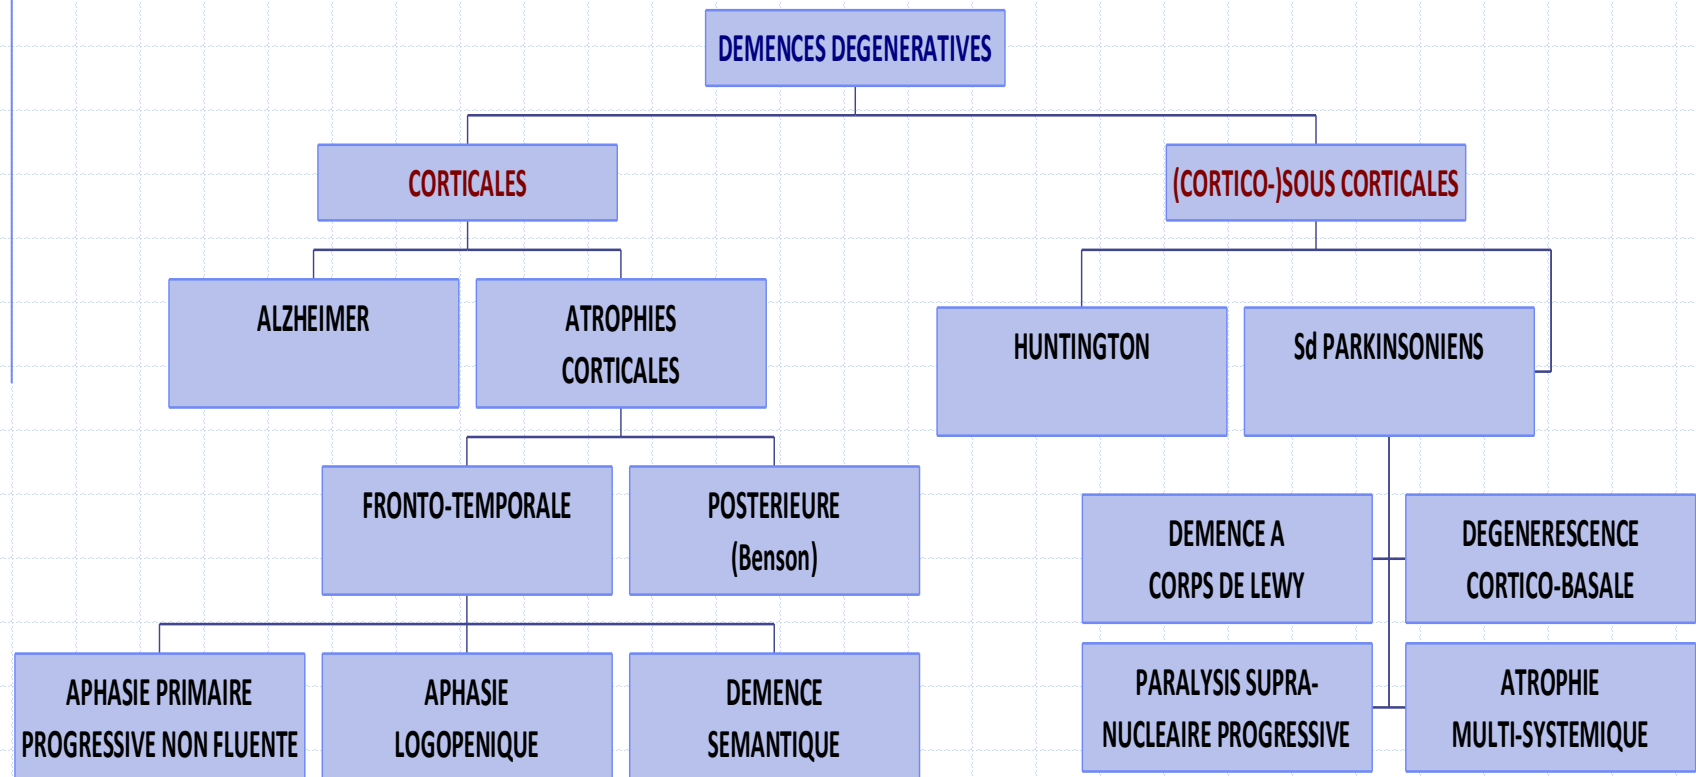 DEMENCES DEGENERATIVES
CORTICALES
(CORTICO-)SOUS CORTICALES
ALZHEIMER
ATROPHIES
CORTICALES
HUNTINGTON
Sd PARKINSONIENS
FRONTO-TEMPORALE
POSTERIEURE
(Benson)
DEMENCE A
CORPS DE LEWY
DEGENERESCENCE
CORTICO-BASALE
APHASIE PRIMAIRE
PROGRESSIVE NON FLUENTE
APHASIE
LOGOPENIQUE
DEMENCE
SEMANTIQUE
PARALYSIS SUPRA-
NUCLEAIRE PROGRESSIVE
ATROPHIE
MULTI-SYSTEMIQUE